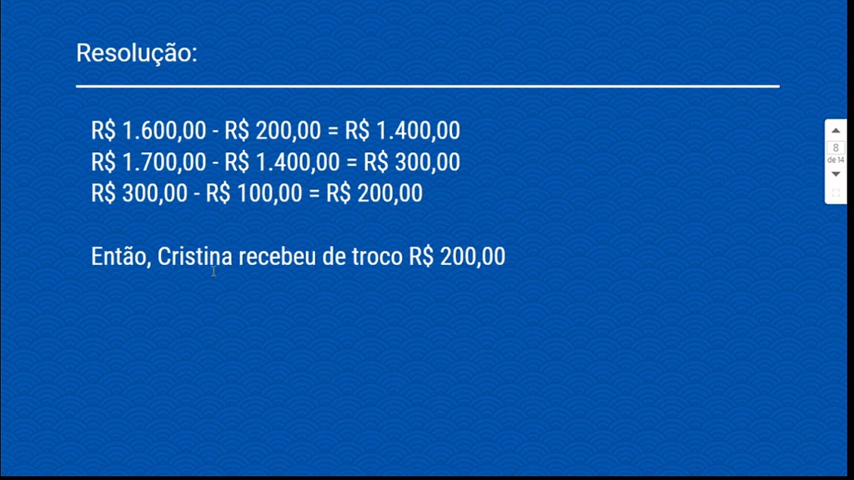 Resolução:
R$ 1.600,00 - R$ 200,00 = R$ 1.400,00
R$ 1.700,00 - R$ 1.400,00 = R$ 300,00
R$ 300,00 - R$ 100,00 = R$ 200,00
Então, Cristina recebeu de troco R$ 200,00
8
de 14